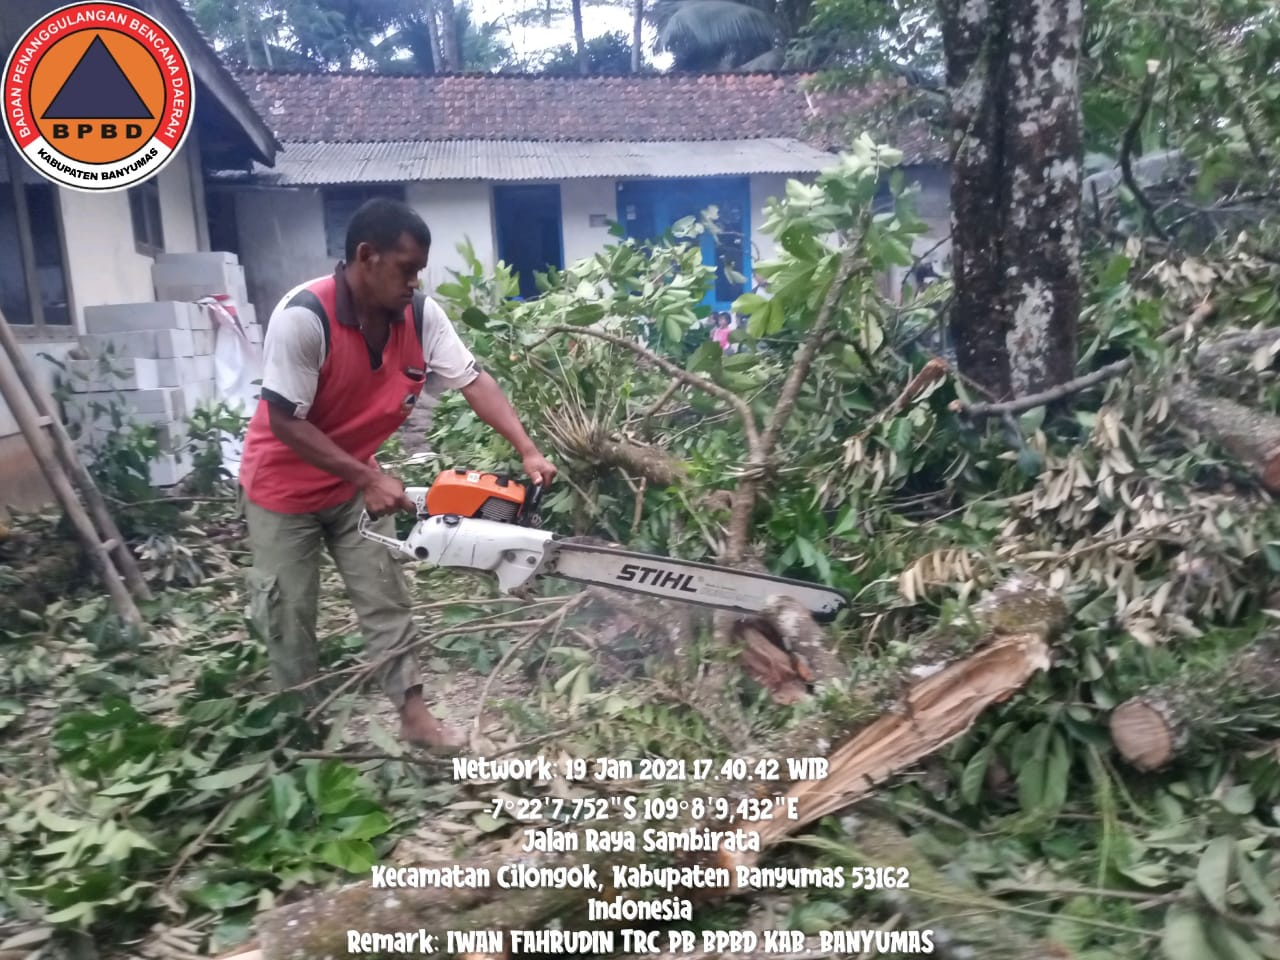 BADAN PENANGGULANGAN BENCANA DAERAH
BPBD
KABUPATEN BANYUMAS
STIHL
Network: 19 Jan 2021 17.40.42 WIB
-7°22'7,752"S 109°8'9,432"E
Jalan Raya Sambirata
Kecamatan Cilongok, Kabupaten Banyumas 53162
Indonesia
Remark: IWAN FAHRUDIN TRC PB BPBD KAB. BANYUMAS